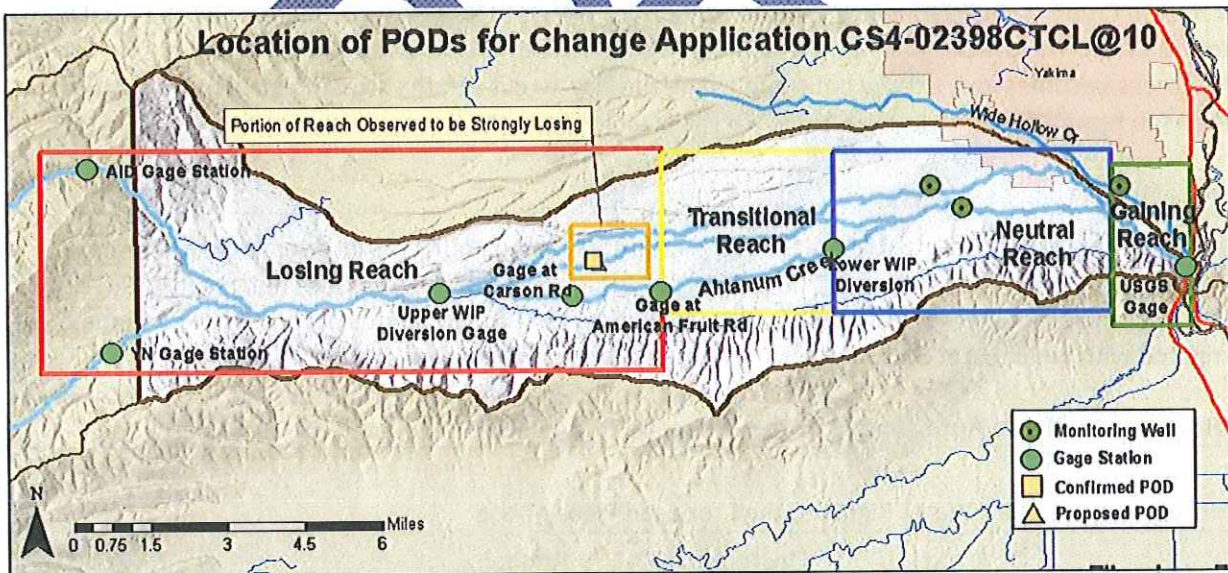 Location of PODs for Change Application CS4-02398CTCL@10
Yakima
Portion of Reach Observed to be Strongly Losing
Wide Hollow Cr
AID Gage Station
Losing Reach
Transitional
Reach
Gaining
Reach
Neutral
Reach
Gage at
Carson Rd
Ahtanum Creek
Lower WIP
Diversion
USGS
Gage
Upper WIP
Diversion Gage
Gage at
American Fruit Rd
YN Gage Station
Monitoring Well
Gage Station
Confirmed POD
Proposed POD
N
Miles
0 0.75 1.5 3 4.5 6